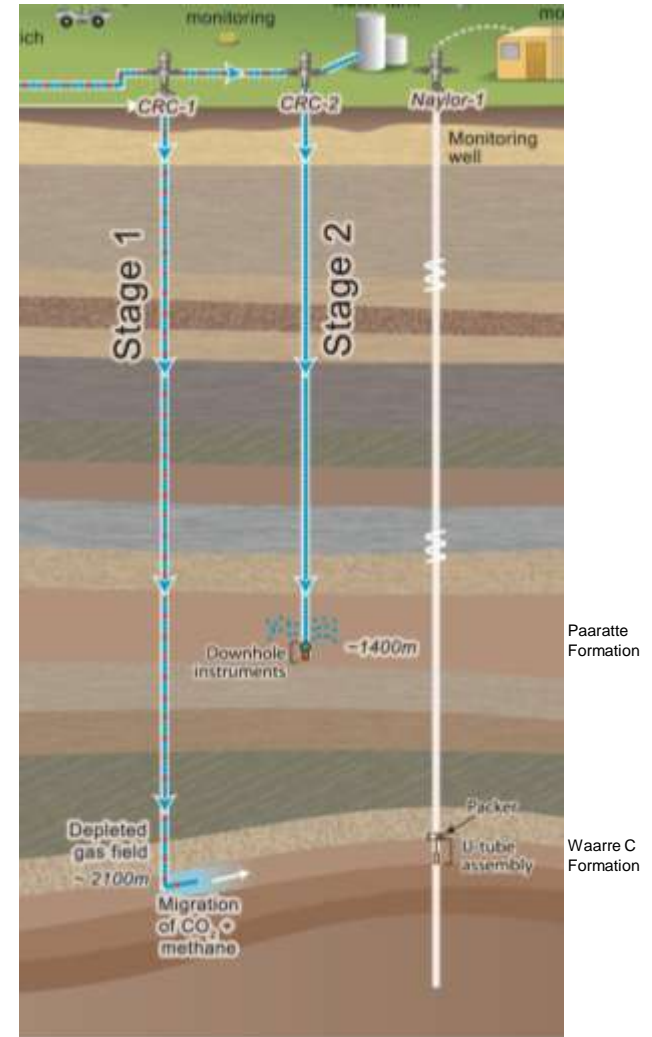 monitoring
CRC-1
CRC-2
Naylor-1
Monitoring
well
Stage 1
Stage 2
Downhole
instruments
~1400m
Paaratte
Formation
Packer
U-tube
assembly
Waarre C
Formation
Depleted
gas field
~ 2100m
Migration
of CO₂ +
methane